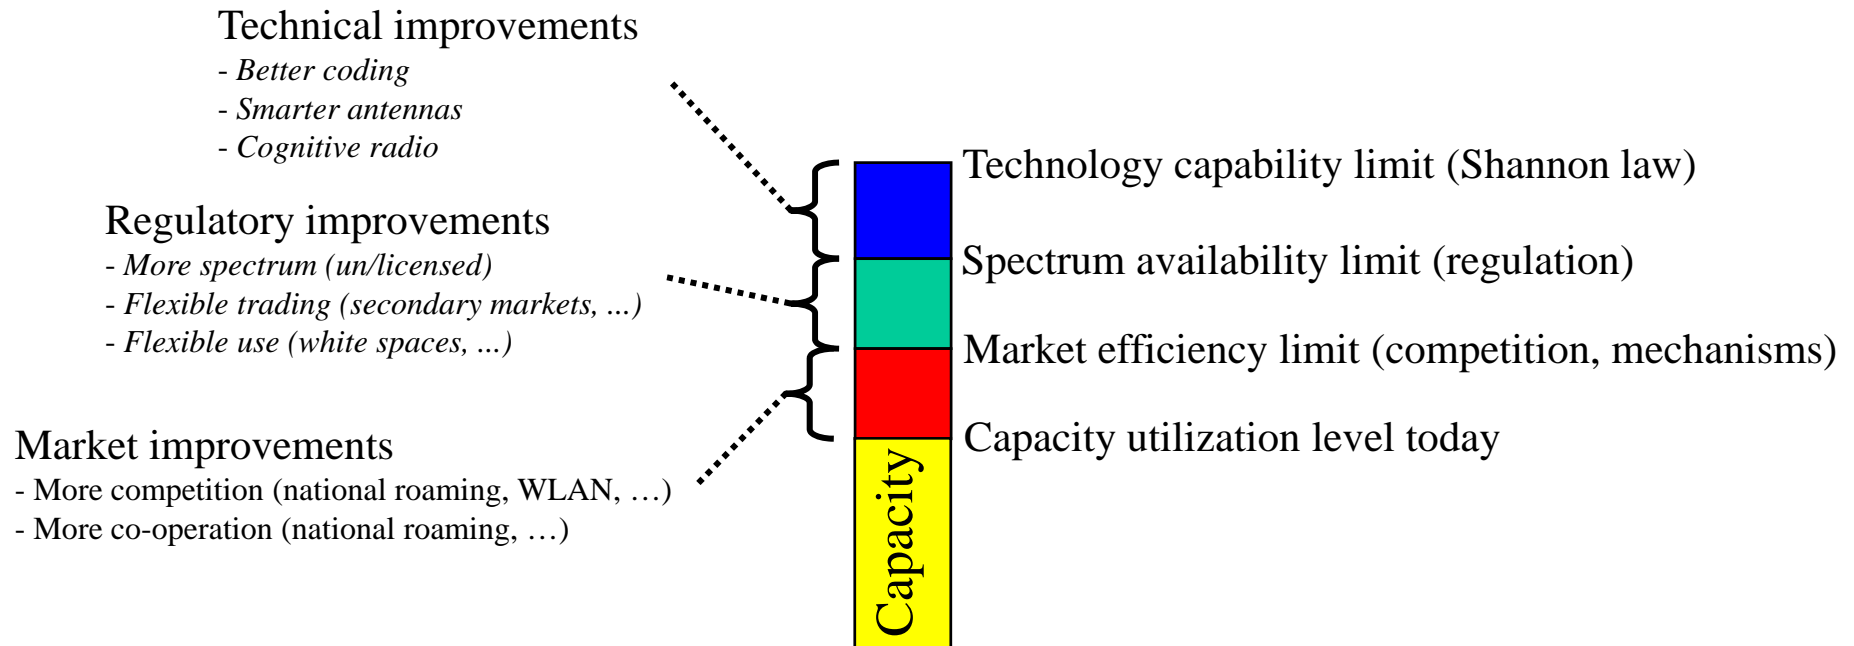 Technical improvements
- Better coding
- Smarter antennas
- Cognitive radio
Regulatory improvements
- More spectrum (un/licensed)
- Flexible trading (secondary markets, ...)
- Flexible use (white spaces, ...)
Market improvements
- More competition (national roaming, WLAN, …)
- More co-operation (national roaming, …)
Technology capability limit (Shannon law)
Spectrum availability limit (regulation)
Market efficiency limit (competition, mechanisms)
Capacity utilization level today
Capacity